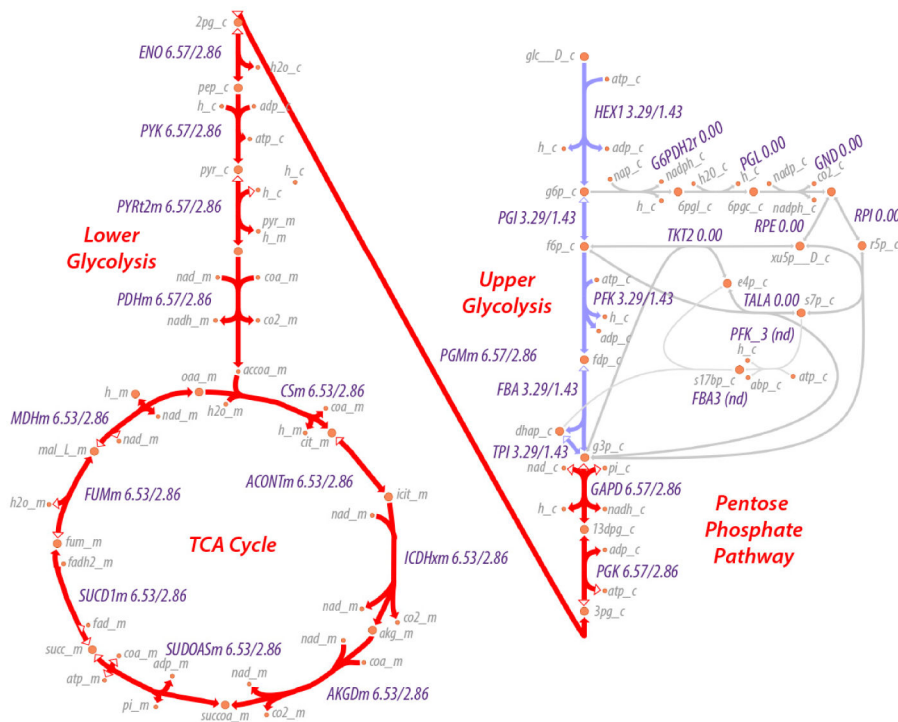 2pg_c
ENO 6.57/2.86
h2o_c
pep_c
h_c
adp_c
PYK 6.57/2.86
atp_c
pyr_c
h_c
h_c
PYRt2m 6.57/2.86
pyr_m
h_m
Lower
Glycolysis
nad_m
coa_m
PDHm 6.57/2.86
nadh_m
co2_m
accoa_m
oaa_m
CSm 6.53/2.86
h2o_m
coa_m
h_m
cit_m
h_m
nad_m
MDHm 6.53/2.86
nad_m
mal_L_m
ACONTm 6.53/2.86
icit_m
nad_m
h2o_m
FUMm 6.53/2.86
TCA Cycle
fum_m
fadh2_m
ICDHxm 6.53/2.86
SUCD1m 6.53/2.86
nad_m
co2_m
fad_m
akg_m
nad_m
succ_m
SUDOASm 6.53/2.86
coa_m
adp_m
coa_m
atp_m
nad_m
AKGDm 6.53/2.86
pi_m
succoa_m
co2_m
glc__D_c
atp_c
HEX1 3.29/1.43
h_c
adp_c
nap_c
G6PDH2r 0.00
nadph_c
PGL 0.00
h2O_c
h_c
GND 0.00
nadp_c
co2_c
g6p_c
h_c
6pgl_c
6pgc_c
nadph_c
PGI 3.29/1.43
TKT2 0.00
RPE 0.00
RPI 0.00
f6p_c
xu5p__D_c
r5p_c
Upper
Glycolysis
atp_c
PFK 3.29/1.43
h_c
adp_c
e4p_c
TALA 0.00
s7p_c
PFK_3 (nd)
PGMm 6.57/2.86
fdp_c
h_c
s17bp_c
abp_c
atp_c
FBA 3.29/1.43
FBA3 (nd)
dhap_c
TPI 3.29/1.43
g3p_c
nad_c
pi_c
GAPD 6.57/2.86
h_c
nadh_c
Pentose
Phosphate
Pathway
13dpg_c
adp_c
PGK 6.57/2.86
atp_c
3pg_c